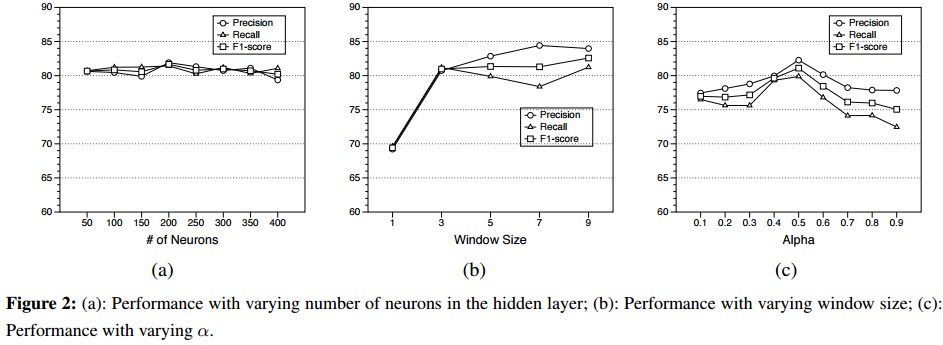 90
85
80
75
70
65
60
Precision
Recall
F1-score
50 100 150 200 250 300 350 400
# of Neurons
(a)
90
85
80
75
70
65
60
Precision
Recall
F1-score
1 3 5 7 9
Window Size
(b)
90
85
80
75
70
65
60
Precision
Recall
F1-score
0.1 0.2 0.3 0.4 0.5 0.6 0.7 0.8 0.9
Alpha
(c)
Figure 2: (a): Performance with varying number of neurons in the hidden layer; (b): Performance with varying window size; (c):
Performance with varying α.